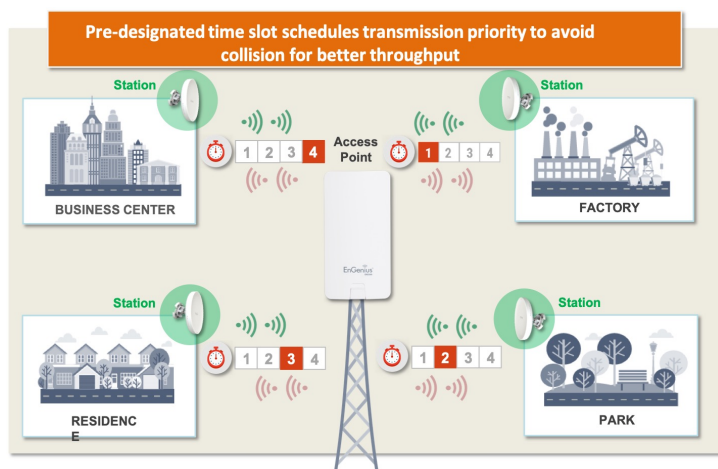 Pre-designated time slot schedules transmission priority to avoid
collision for better throughput
Station
Station
1 2 3 4
Access
Point
1 2 3 4
BUSINESS CENTER
FACTORY
EnGenius
Station
Station
1 2 3 4
1 2 3 4
RESIDENC
E
PARK